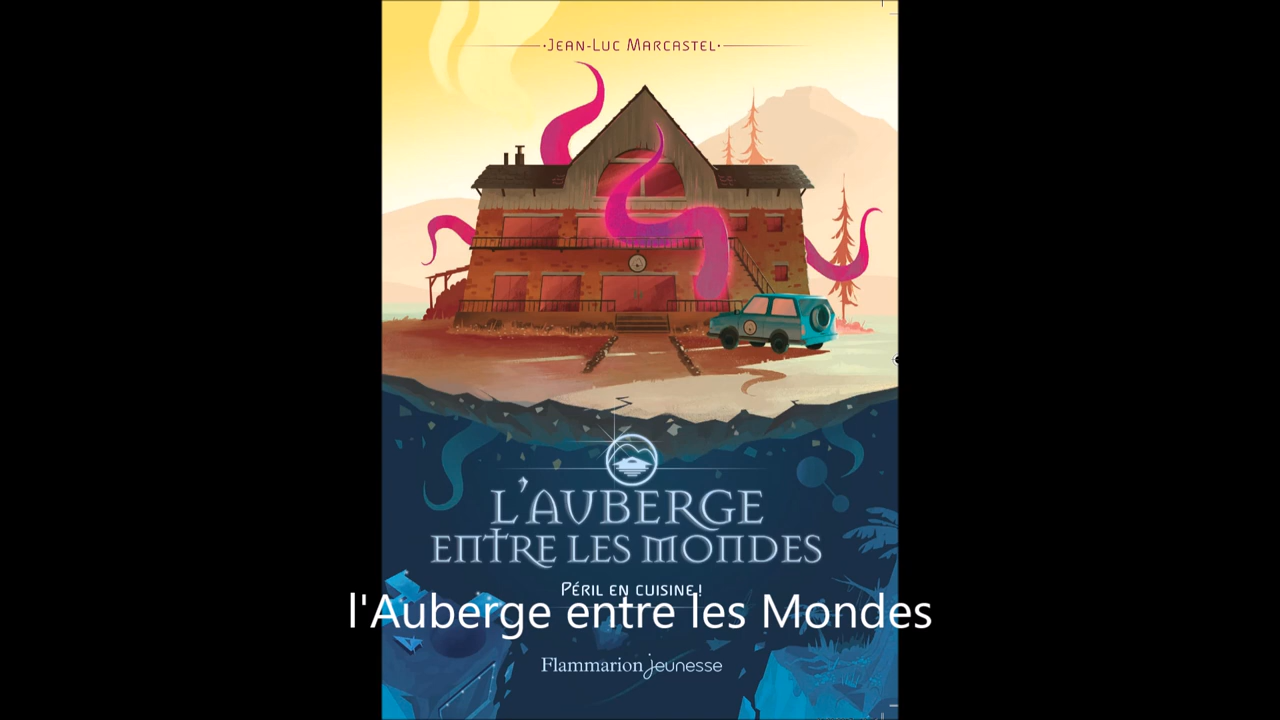 ·Jean-Luc Marcastel·
L'AUBERGE
ENTRE LES MONDES
Péril en cuisine !
l'Auberge entre les Mondes
Flammarion jeunesse